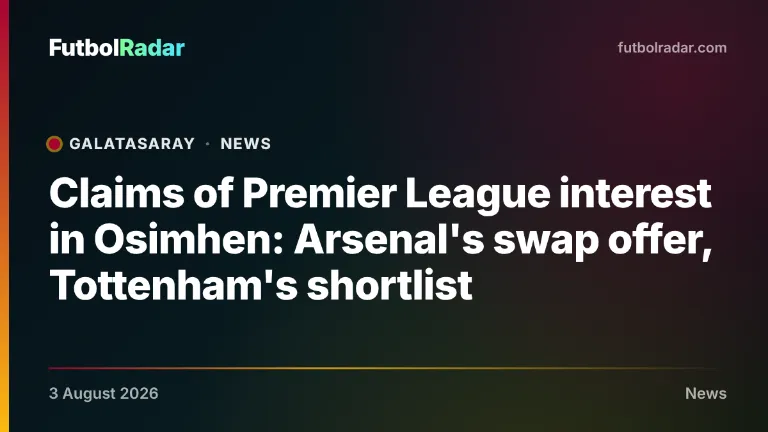 FutbolRadar
futbolradar.com
GALATASARAY · NEWS
Claims of Premier League interest
in Osimhen: Arsenal's swap offer,
Tottenham's shortlist
3 August 2026
News